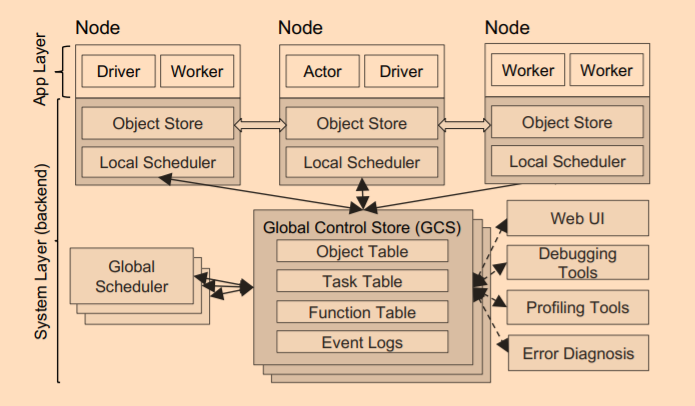 Node
Node
Node
App Layer
Driver
Worker
Actor
Driver
Worker
Worker
Object Store
Object Store
Object Store
Local Scheduler
Local Scheduler
Local Scheduler
System Layer (backend)
Global Control Store (GCS)
Object Table
Task Table
Function Table
Event Logs
Global
Scheduler
Web UI
Debugging
Tools
Profiling Tools
Error Diagnosis